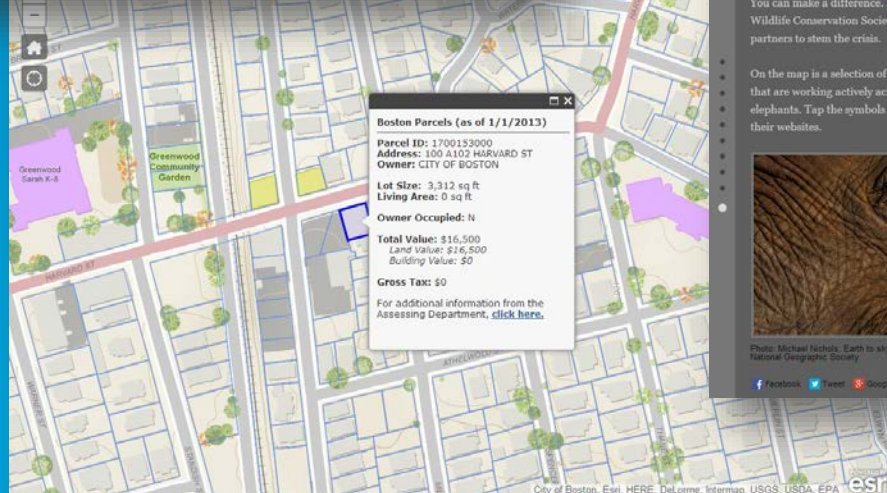 Boston Parcels (as of 1/1/2013)
Parcel ID: 1700153000
Address: 100 A102 HARVARD ST
Owner: CITY OF BOSTON
Lot Size: 3,312 sq ft
Living Area: 0 sq ft
Owner Occupied: N
Total Value: $16,500
Land Value: $16,500
Building Value: $0
Gross Tax: $0
For additional information from the
Assessing Department, click here.
Greenwood
Sarah K-8
Greenwood
Community
Garden
HARVARD ST
ATHELWOLD
WARNER ST
City of Boston, Esri, HERE, DeLorme, Intermap, USGS, USDA, EPA
esri
You can make a difference.
Wildlife Conservation Socie
partners to stem the crisis.
On the map is a selection of
that are working actively ac
elephants. Tap the symbols
their websites.
Photo: Michael Nichols. Earth to sk
National Geographic Society
Facebook
Tweet
Goog